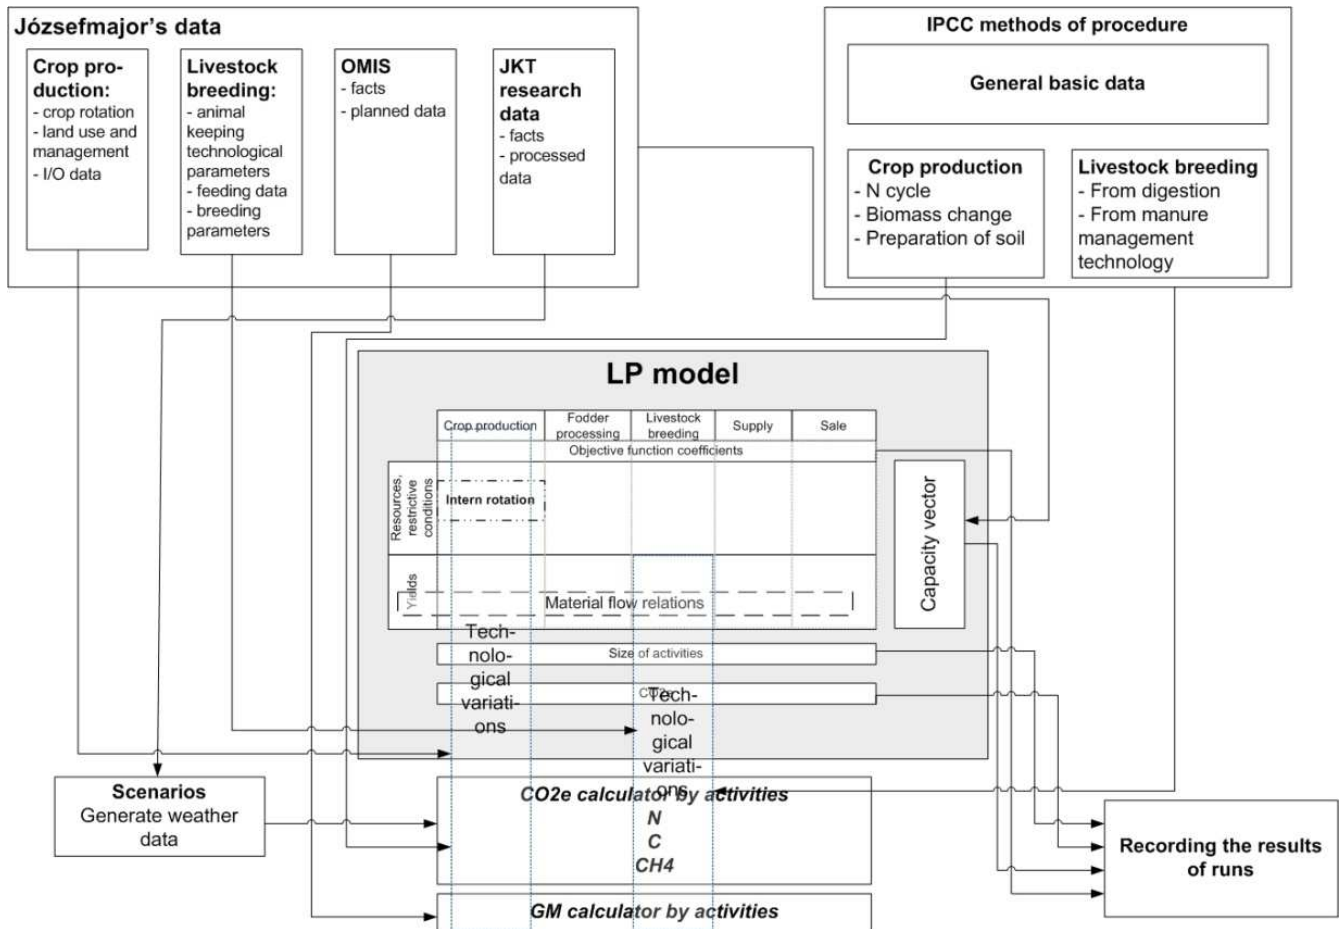 Józsefmajor’s data
Crop pro-
duction:
- crop rotation
- land use and
management
- I/O data
Livestock
breeding:
- animal
keeping
technological
parameters
- feeding data
- breeding
parameters
OMIS
- facts
- planned data
JKT
research
data
- facts
- processed
data
IPCC methods of procedure
General basic data
Crop production
- N cycle
- Biomass change
- Preparation of soil
Livestock breeding
- From digestion
- From manure
management
technology
LP model
Crop production
Fodder
processing
Livestock
breeding
Supply
Sale
Objective function coefficients
Resources,
restrictive
conditions
Intern rotation
Yields
Material flow relations
Capacity vector
Tech-
nolo-
gical
variati-
ons
Size of activities
CO2e
Tech-
nolo-
gical
variati-
ons
Scenarios
Generate weather
data
CO2e calculator by activities
N
C
CH4
GM calculator by activities
Recording the results
of runs